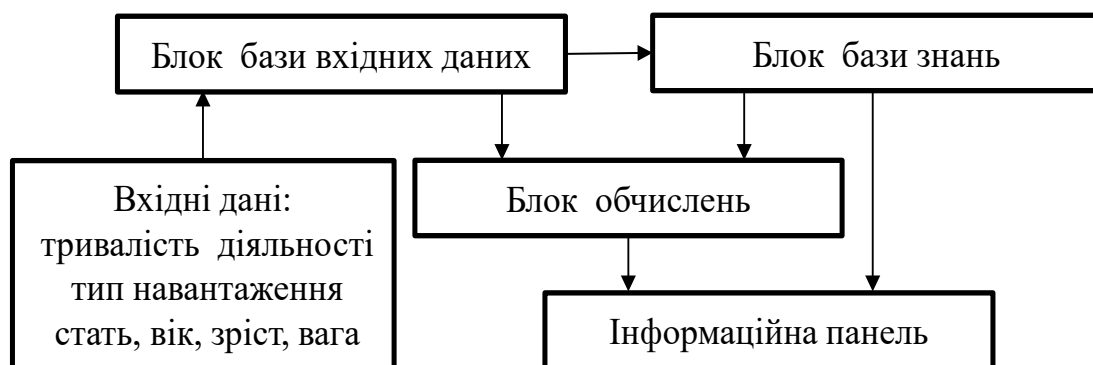 Блок бази вхідних даних
Блок бази знань
Блок обчислень
Вхідні дані:
тривалість діяльності
тип навантаження
стать, вік, зріст, вага
Інформаційна панель